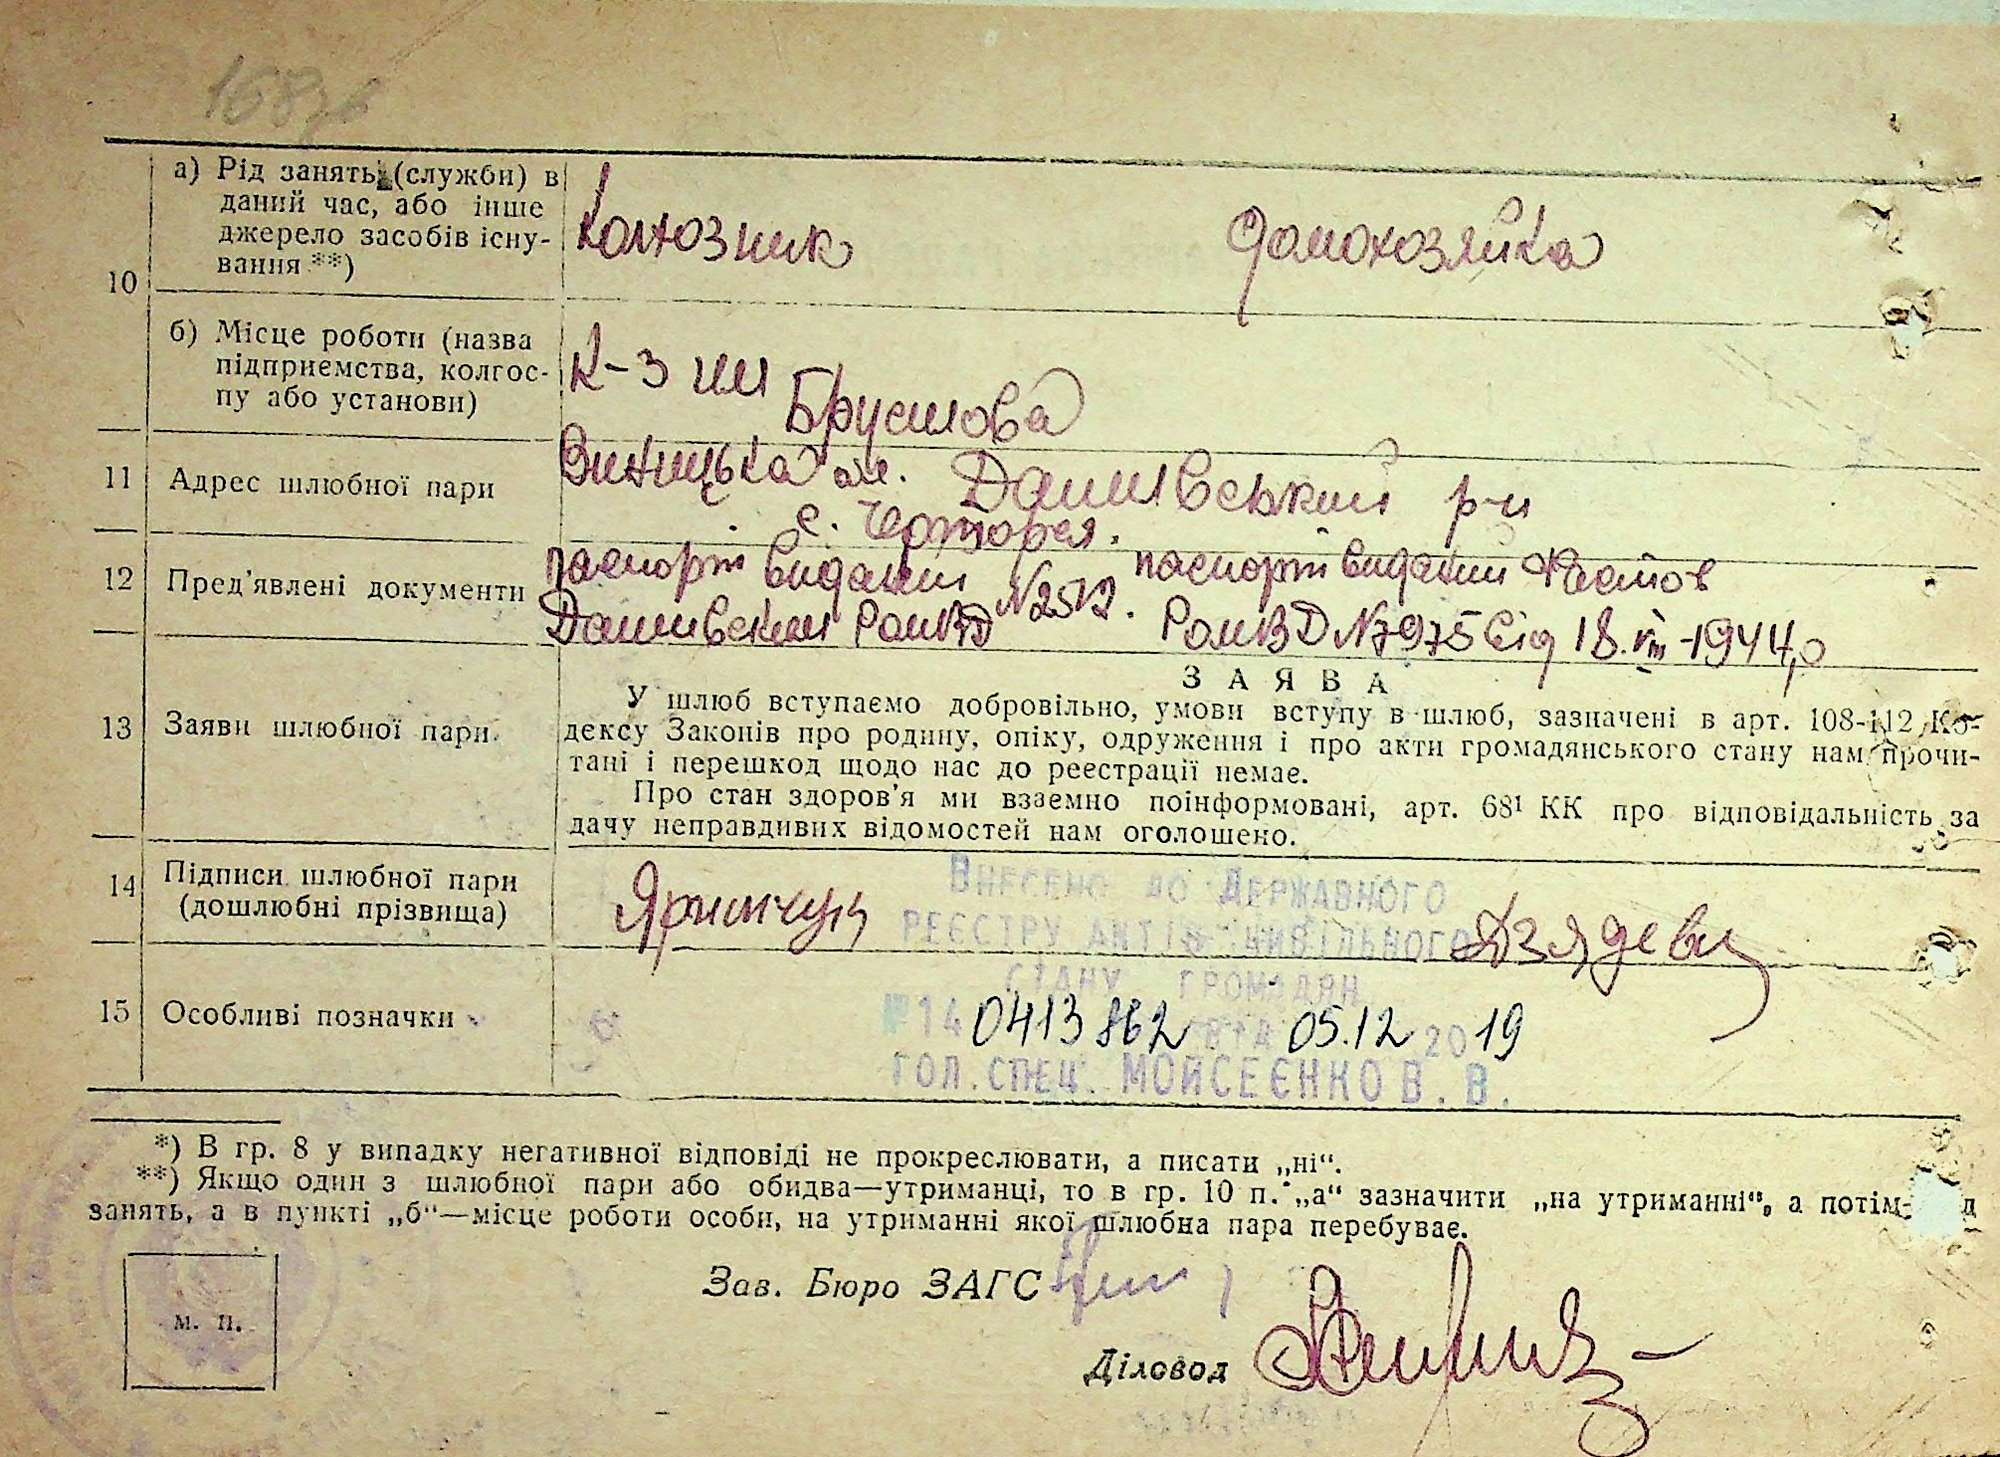 10
а) Рід занять (служби) в
даний час, або інше
джерело засобів існу-
вання **)
Колхозник
домохозяйка
б) Місце роботи (назва
підприємства, колгос-
пу або установи)
К-з им
Брусилова
11
Адрес шлюбної пари
Виницька
Дашивський р-н
с.
12
Пред'явлені документи
паспорт виданий
Дашивским РомВД
№2512.
паспорт виданий
РомВД №7975 від 18.VIII-1944р
13
Заяви шлюбної пари
ЗАЯВА
У шлюб вступаємо добровільно, умови вступу в шлюб, зазначені в арт. 108-112 Ко-
дексу Законів про родину, опіку, одруження і про акти громадянського стану нам прочи-
тані і перешкод щодо нас до реєстрації немає.
Про стан здоров'я ми взаємно поінформовані, арт. 68¹ КК про відповідальність за
дачу неправдивих відомостей нам оголошено.
14
Підписи шлюбної пари
(дошлюбні прізвища)
ВНЕСЕНО ДО ДЕРЖАВНОГО
РЕЄСТРУ АКТІВ ЦИВІЛЬНОГО
СТАНУ ГРОМАДЯН
15
Особливі позначки
№14 0413862 ВІД 05.12 2019
ГОЛ.СПЕЦ. МОЙСЕЄНКО В.В.
*) В гр. 8 у випадку негативної відповіді не прокреслювати, а писати „ні“.
**) Якщо один з шлюбної пари або обидва—утриманці, то в гр. 10 п. „а“ зазначити „на утриманні“, а потім
занять, а в пункті „б“—місце роботи особи, на утриманні якої шлюбна пара перебуває.
Зав. Бюро ЗАГС
м. п.
Діловод